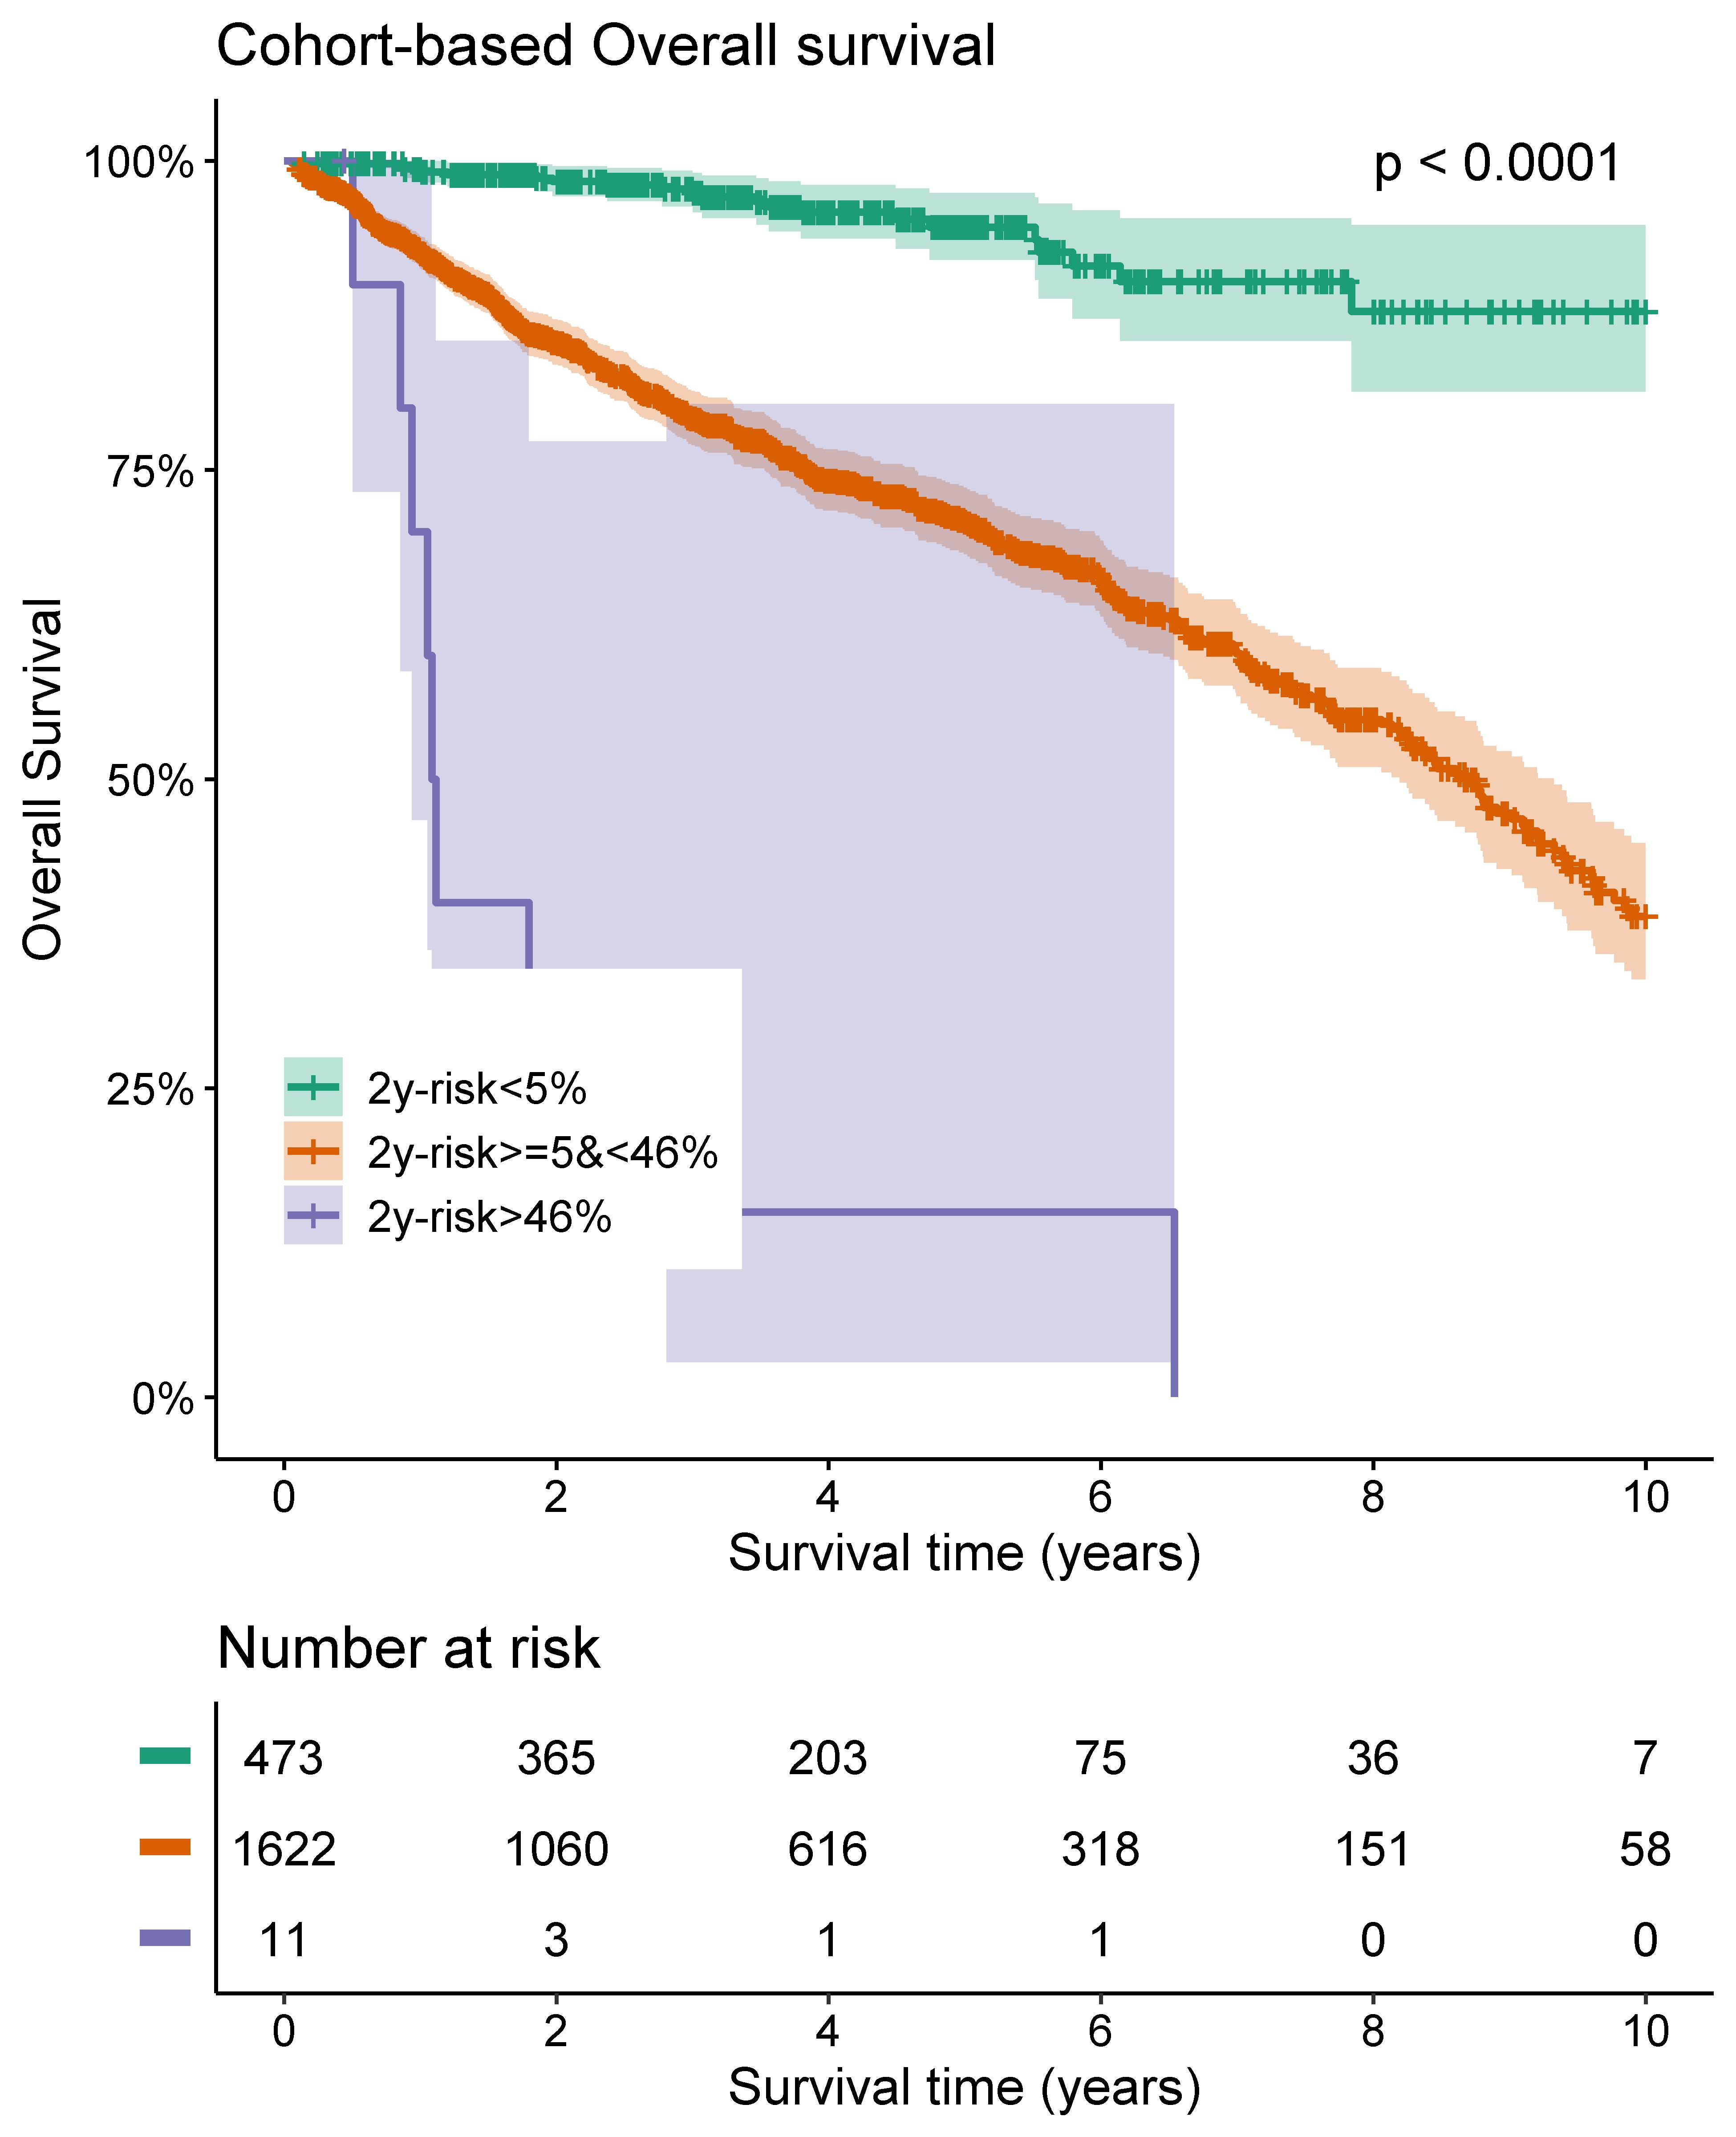 Cohort-based Overall survival
p < 0.0001
100%
75%
50%
25%
0%
Overall Survival
2y-risk<5%
2y-risk>=5&<46%
2y-risk>46%
0 2 4 6 8 10
Survival time (years)
Number at risk
473 365 203 75 36 7
1622 1060 616 318 151 58
11 3 1 1 0 0
0 2 4 6 8 10
Survival time (years)